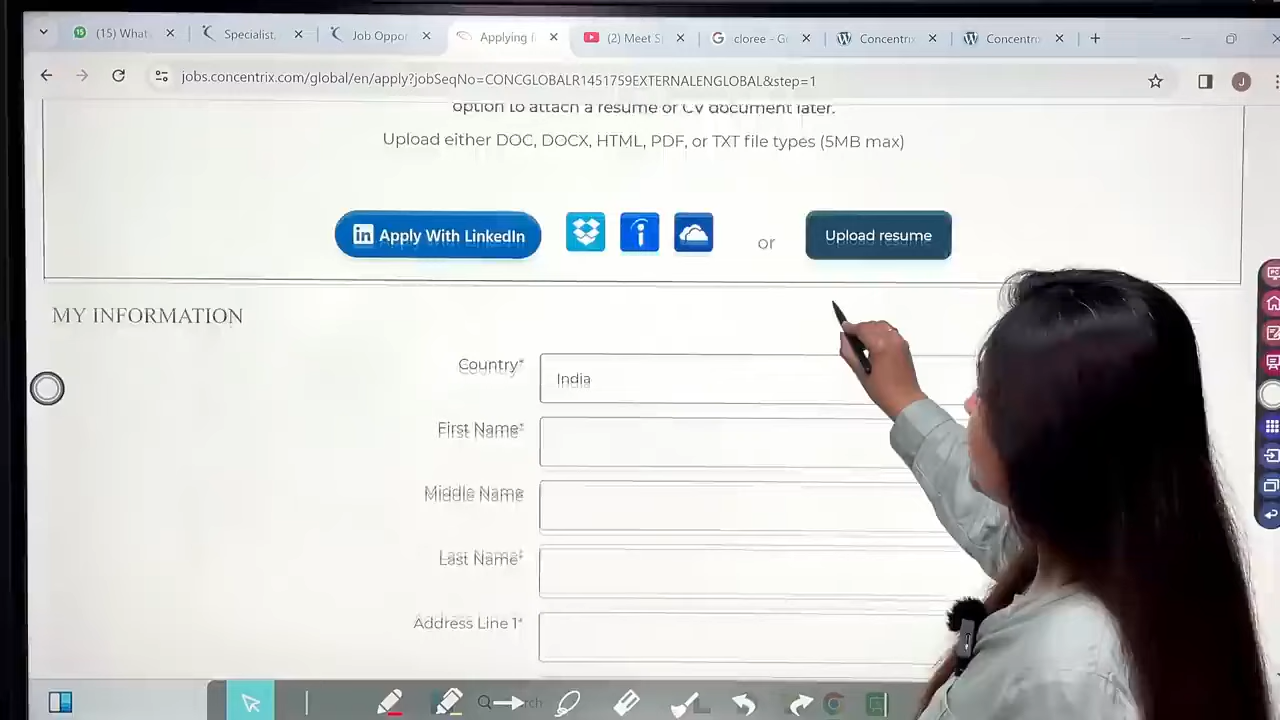 (15) What
Specialist,
Job Oppor
Applying f
(2) Meet S
cloree - G
Concentri
Concentri
jobs.concentrix.com/global/en/apply?jobSeqNo=CONCGLOBALR1451759EXTERNALENGLOBAL&step=1
J
option to attach a resume or CV document later.
Upload either DOC, DOCX, HTML, PDF, or TXT file types (5MB max)
in Apply With LinkedIn
or
Upload resume
MY INFORMATION
Country*
India
First Name*
Middle Name
Last Name*
Address Line 1*